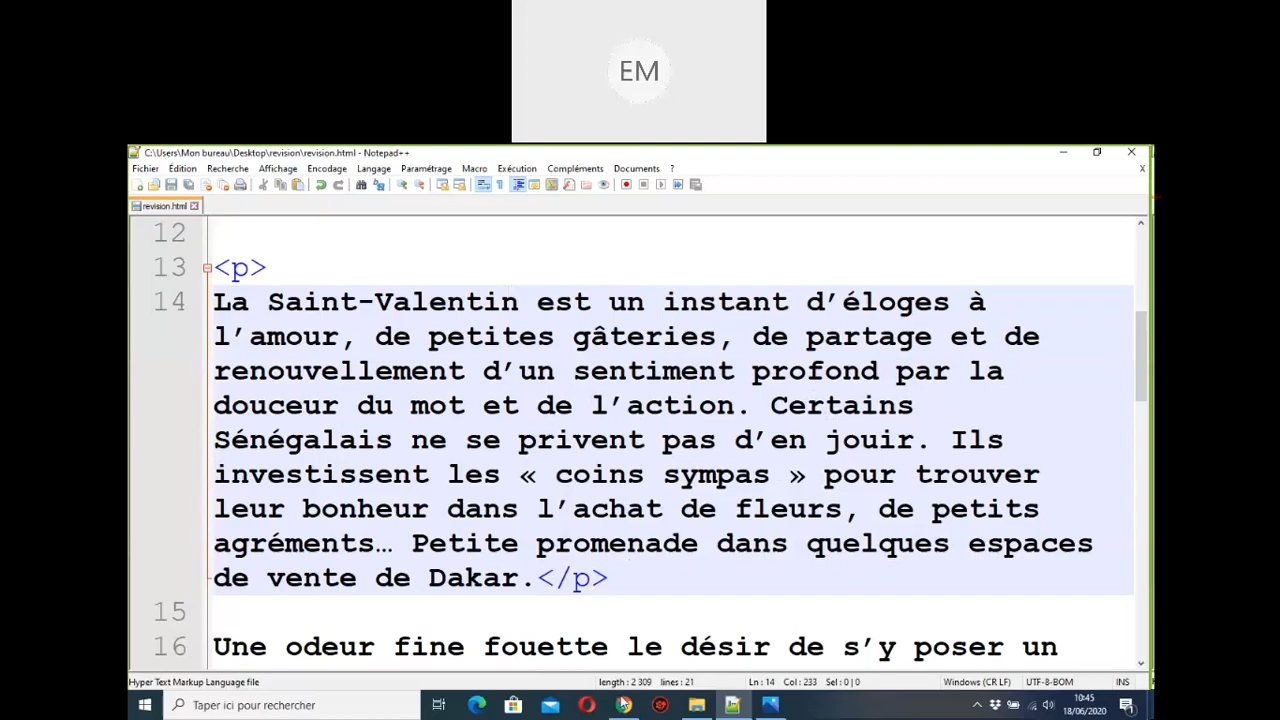 EM
C:\Users\Mon bureau\Desktop\revision\revision.html - Notepad++
Fichier Édition Recherche Affichage Encodage Langage Paramétrage Macro Exécution Compléments Documents ? X
revision.html
12
13 <p>
14 La Saint-Valentin est un instant d’éloges à
l’amour, de petites gâteries, de partage et de
renouvellement d’un sentiment profond par la
douceur du mot et de l’action. Certains
Sénégalais ne se privent pas d’en jouir. Ils
investissent les « coins sympas » pour trouver
leur bonheur dans l’achat de fleurs, de petits
agréments… Petite promenade dans quelques espaces
de vente de Dakar.</p>
15
16 Une odeur fine fouette le désir de s’y poser un
Hyper Text Markup Language file length : 2 309 lines : 21 Ln : 14 Col : 233 Sel : 0 | 0 Windows (CR LF) UTF-8-BOM INS
Taper ici pour rechercher 10:45
18/06/2020